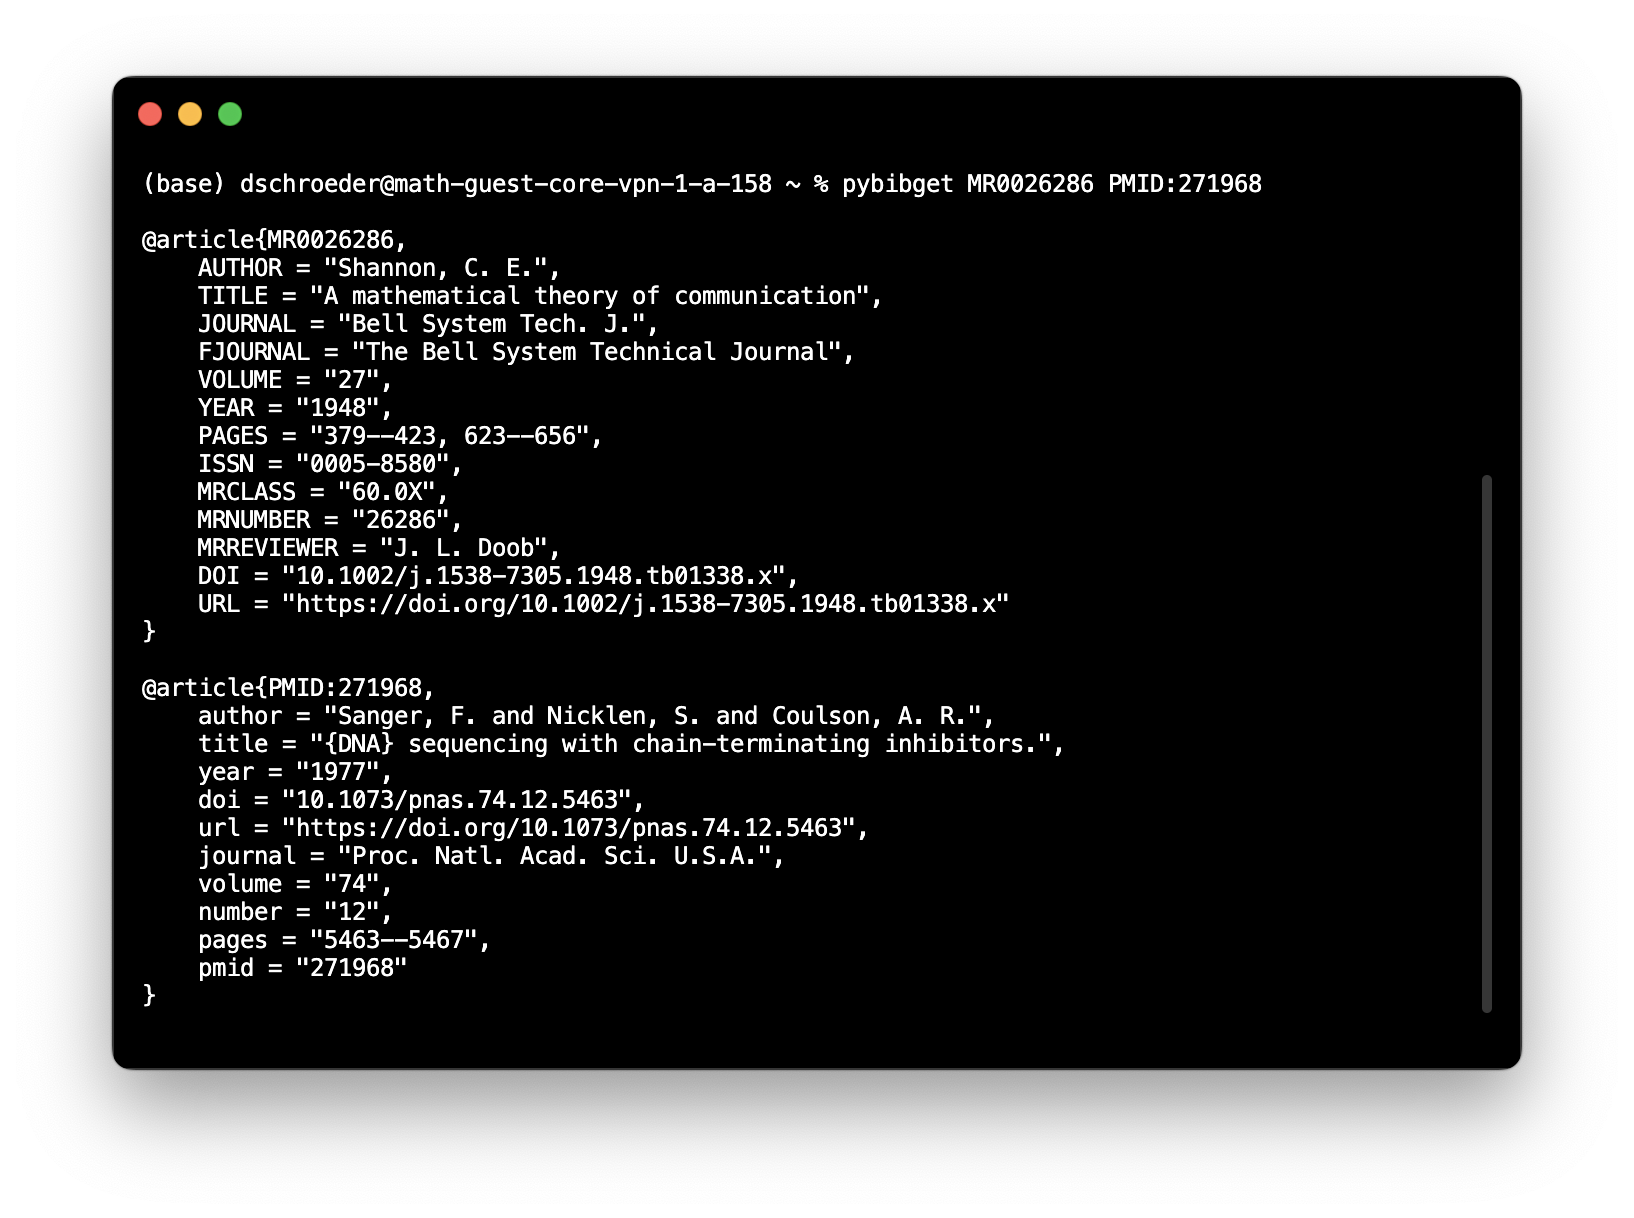 (base) dschroeder@math-guest-core-vpn-1-a-158 ~ % pybibget MR0026286 PMID:271968
@article{MR0026286,
    AUTHOR = "Shannon, C. E.",
    TITLE = "A mathematical theory of communication",
    JOURNAL = "Bell System Tech. J.",
    FJOURNAL = "The Bell System Technical Journal",
    VOLUME = "27",
    YEAR = "1948",
    PAGES = "379--423, 623--656",
    ISSN = "0005-8580",
    MRCLASS = "60.0X",
    MRNUMBER = "26286",
    MRREVIEWER = "J. L. Doob",
    DOI = "10.1002/j.1538-7305.1948.tb01338.x",
    URL = "https://doi.org/10.1002/j.1538-7305.1948.tb01338.x"
}
@article{PMID:271968,
    author = "Sanger, F. and Nicklen, S. and Coulson, A. R.",
    title = "{DNA} sequencing with chain-terminating inhibitors.",
    year = "1977",
    doi = "10.1073/pnas.74.12.5463",
    url = "https://doi.org/10.1073/pnas.74.12.5463",
    journal = "Proc. Natl. Acad. Sci. U.S.A.",
    volume = "74",
    number = "12",
    pages = "5463--5467",
    pmid = "271968"
}